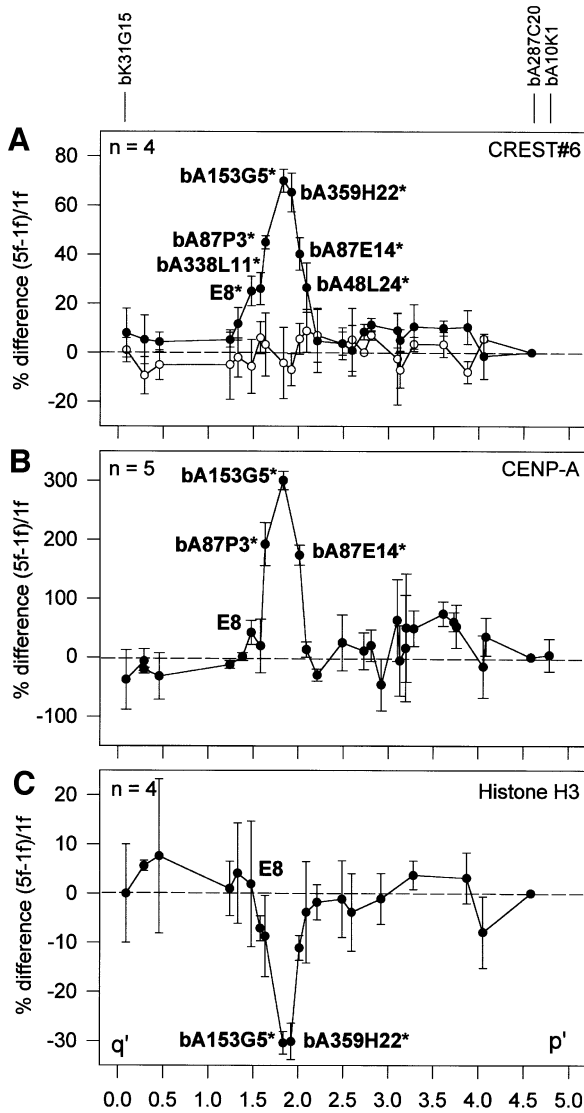 bK31G15
bA287C20
bA10K1
A
n = 4
CREST#6
bA153G5*
bA359H22*
bA87P3*
bA87E14*
bA338L11*
bA48L24*
E8*
80
60
40
20
0
-20
% difference (5f-1f)/1f
B
n = 5
CENP-A
bA153G5*
bA87P3*
bA87E14*
E8
300
200
100
0
-100
% difference (5f-1f)/1f
C
n = 4
Histone H3
E8
bA153G5*
bA359H22*
q'
p'
20
10
0
-10
-20
-30
% difference (5f-1f)/1f
0.0 0.5 1.0 1.5 2.0 2.5 3.0 3.5 4.0 4.5 5.0